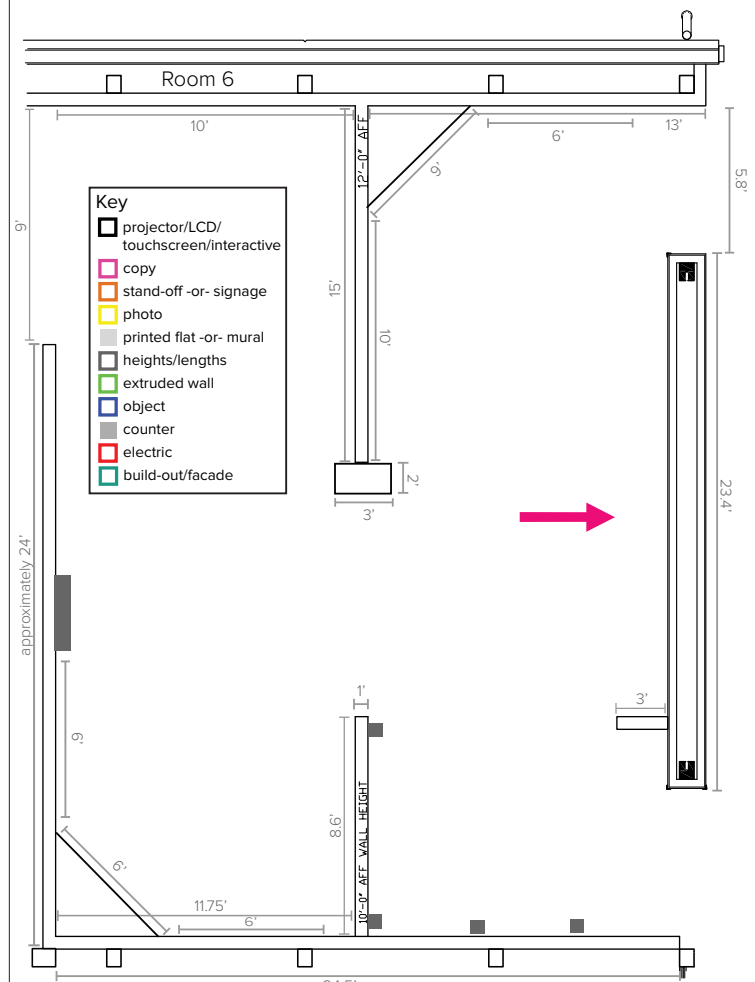 Room 6
10'
12'-0" AFF
9'
6'
13'
5.8'
9'
15'
10'
Key
projector/LCD/
touchscreen/interactive
copy
stand-off -or- signage
photo
printed flat -or- mural
heights/lengths
extruded wall
object
counter
electric
build-out/facade
2'
3'
23.4'
approximately 24'
1'
3'
6'
8.6'
10'-0" AFF WALL HEIGHT
6'
11.75'
6'